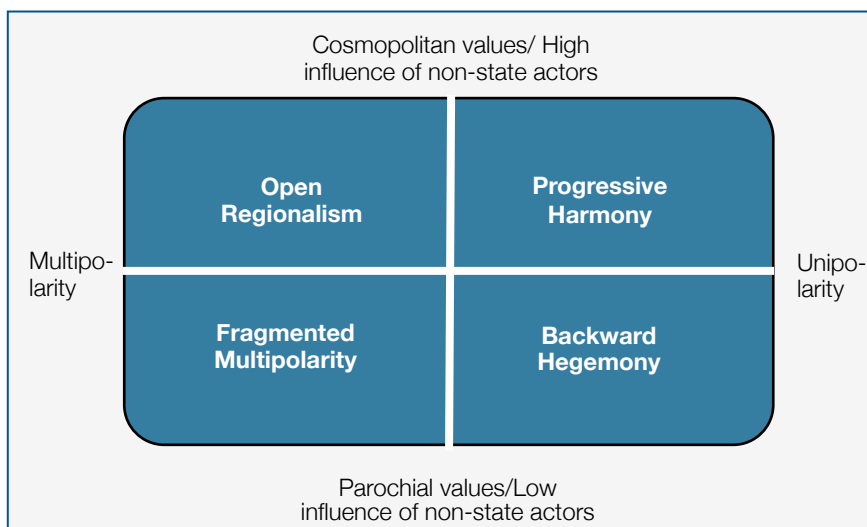 Cosmopolitan values/ High
influence of non-state actors
Open
Regionalism
Progressive
Harmony
Multipo-
larity
Unipo-
larity
Fragmented
Multipolarity
Backward
Hegemony
Parochial values/Low
influence of non-state actors